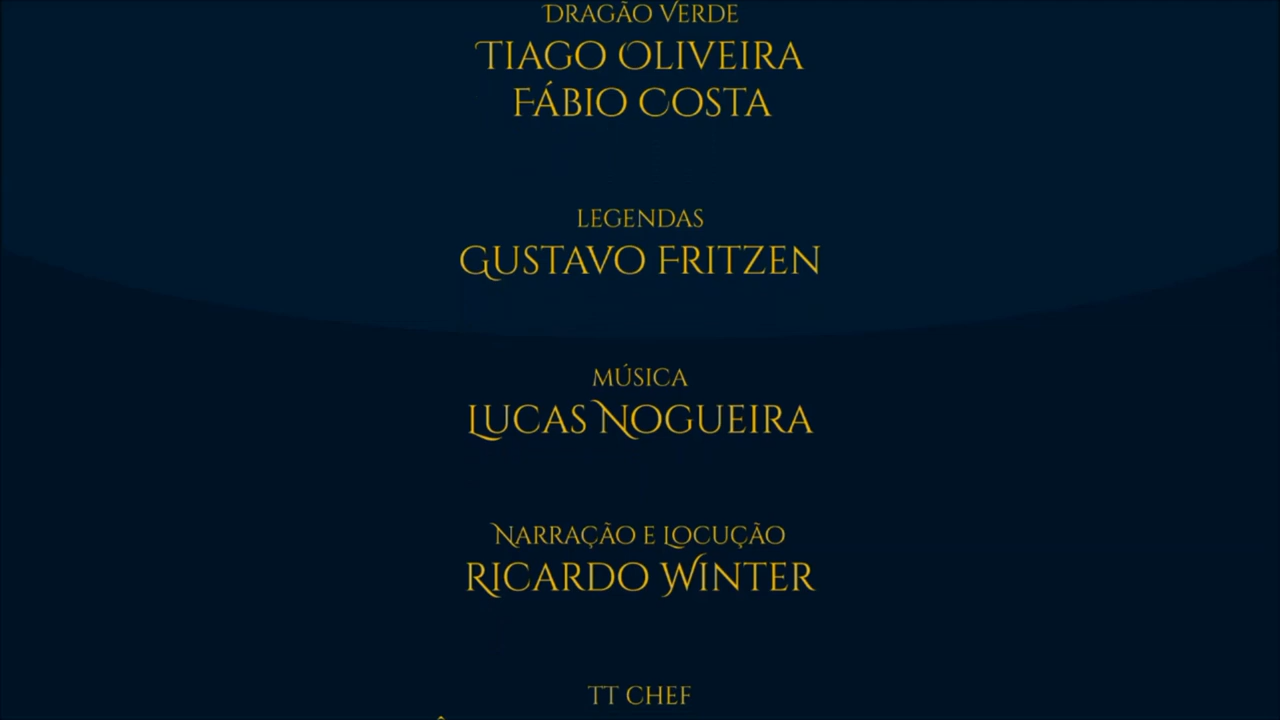 Dragão Verde
Tiago Oliveira
Fábio Costa
legendas
Gustavo Fritzen
música
Lucas Nogueira
Narração e Locução
Ricardo Winter
TT Chef